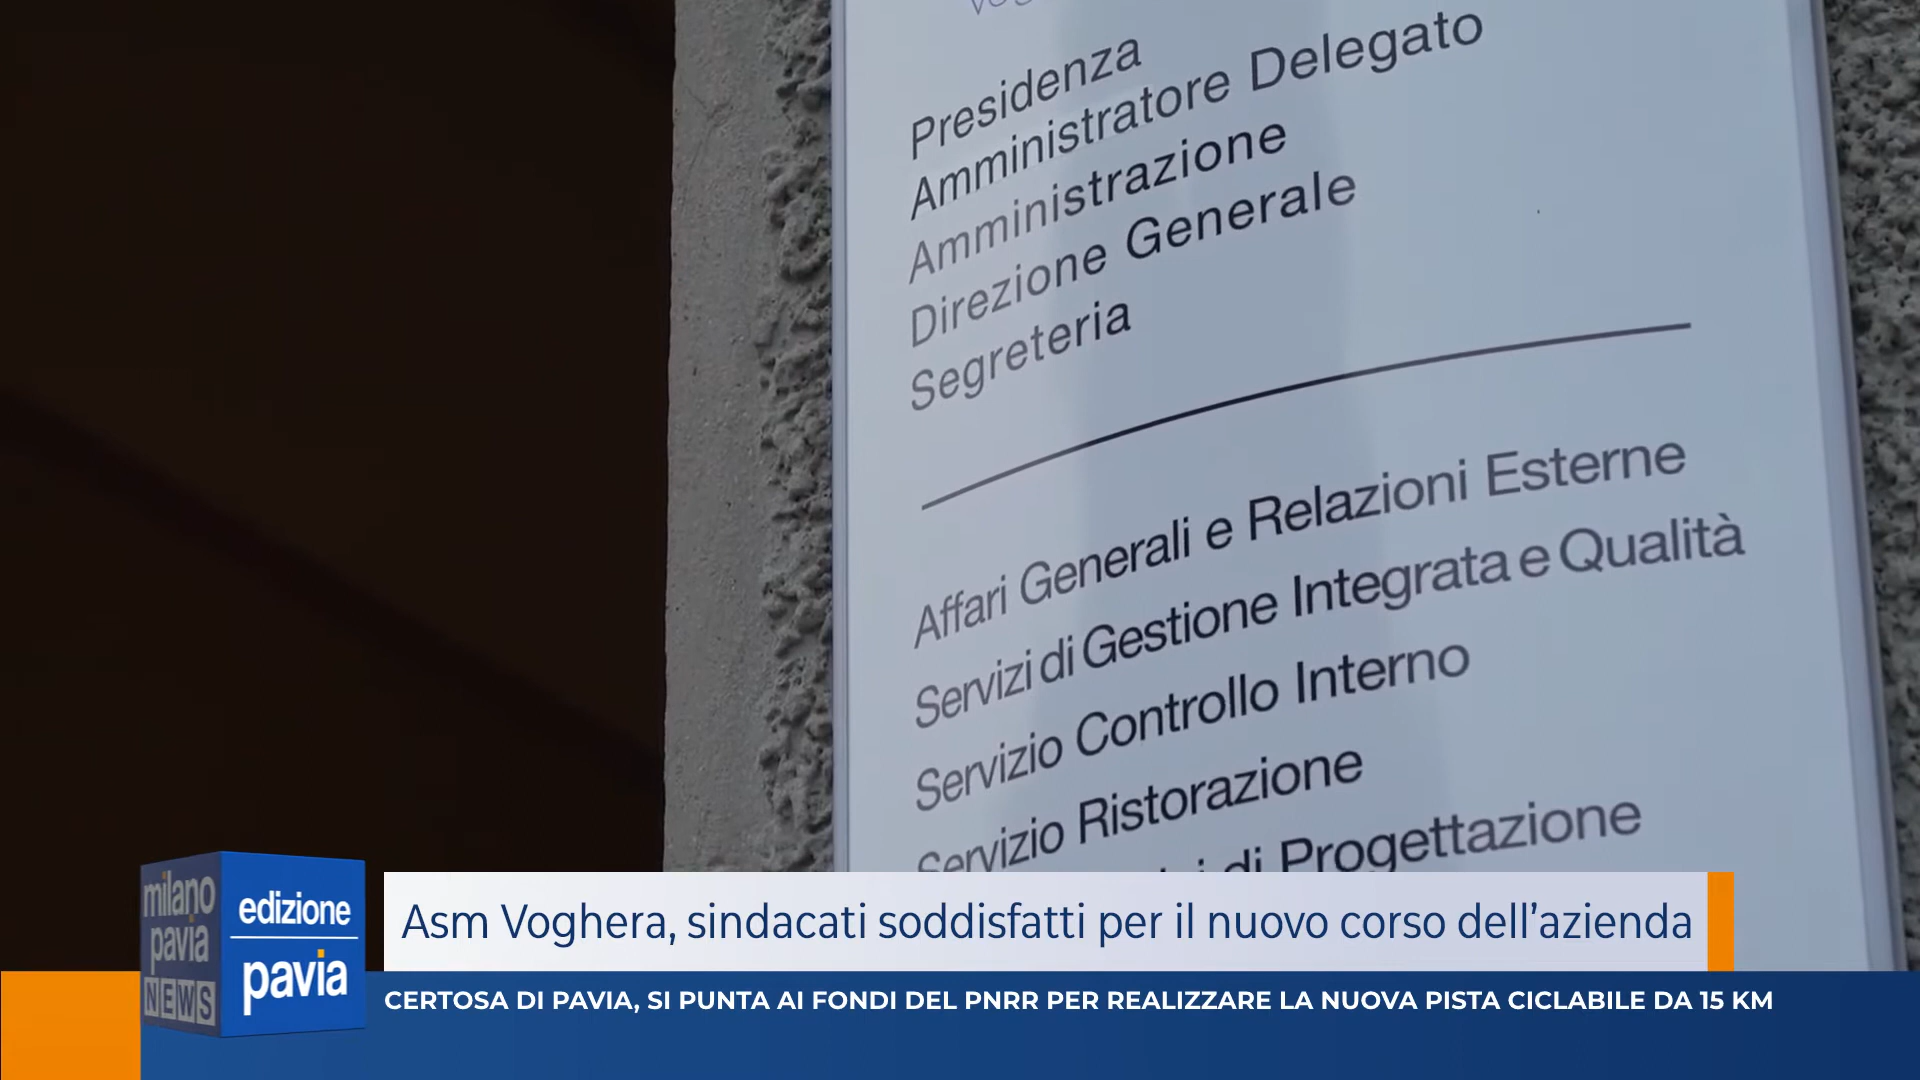 Presidenza
Amministratore Delegato
Amministrazione
Direzione Generale
Segreteria
Affari Generali e Relazioni Esterne
Servizi di Gestione Integrata e Qualità
Servizio Controllo Interno
Servizio Ristorazione
di Progettazione
milano
pavia
NEWS
edizione
pavia
Asm Voghera, sindacati soddisfatti per il nuovo corso dell'azienda
CERTOSA DI PAVIA, SI PUNTA AI FONDI DEL PNRR PER REALIZZARE LA NUOVA PISTA CICLABILE DA 15 KM